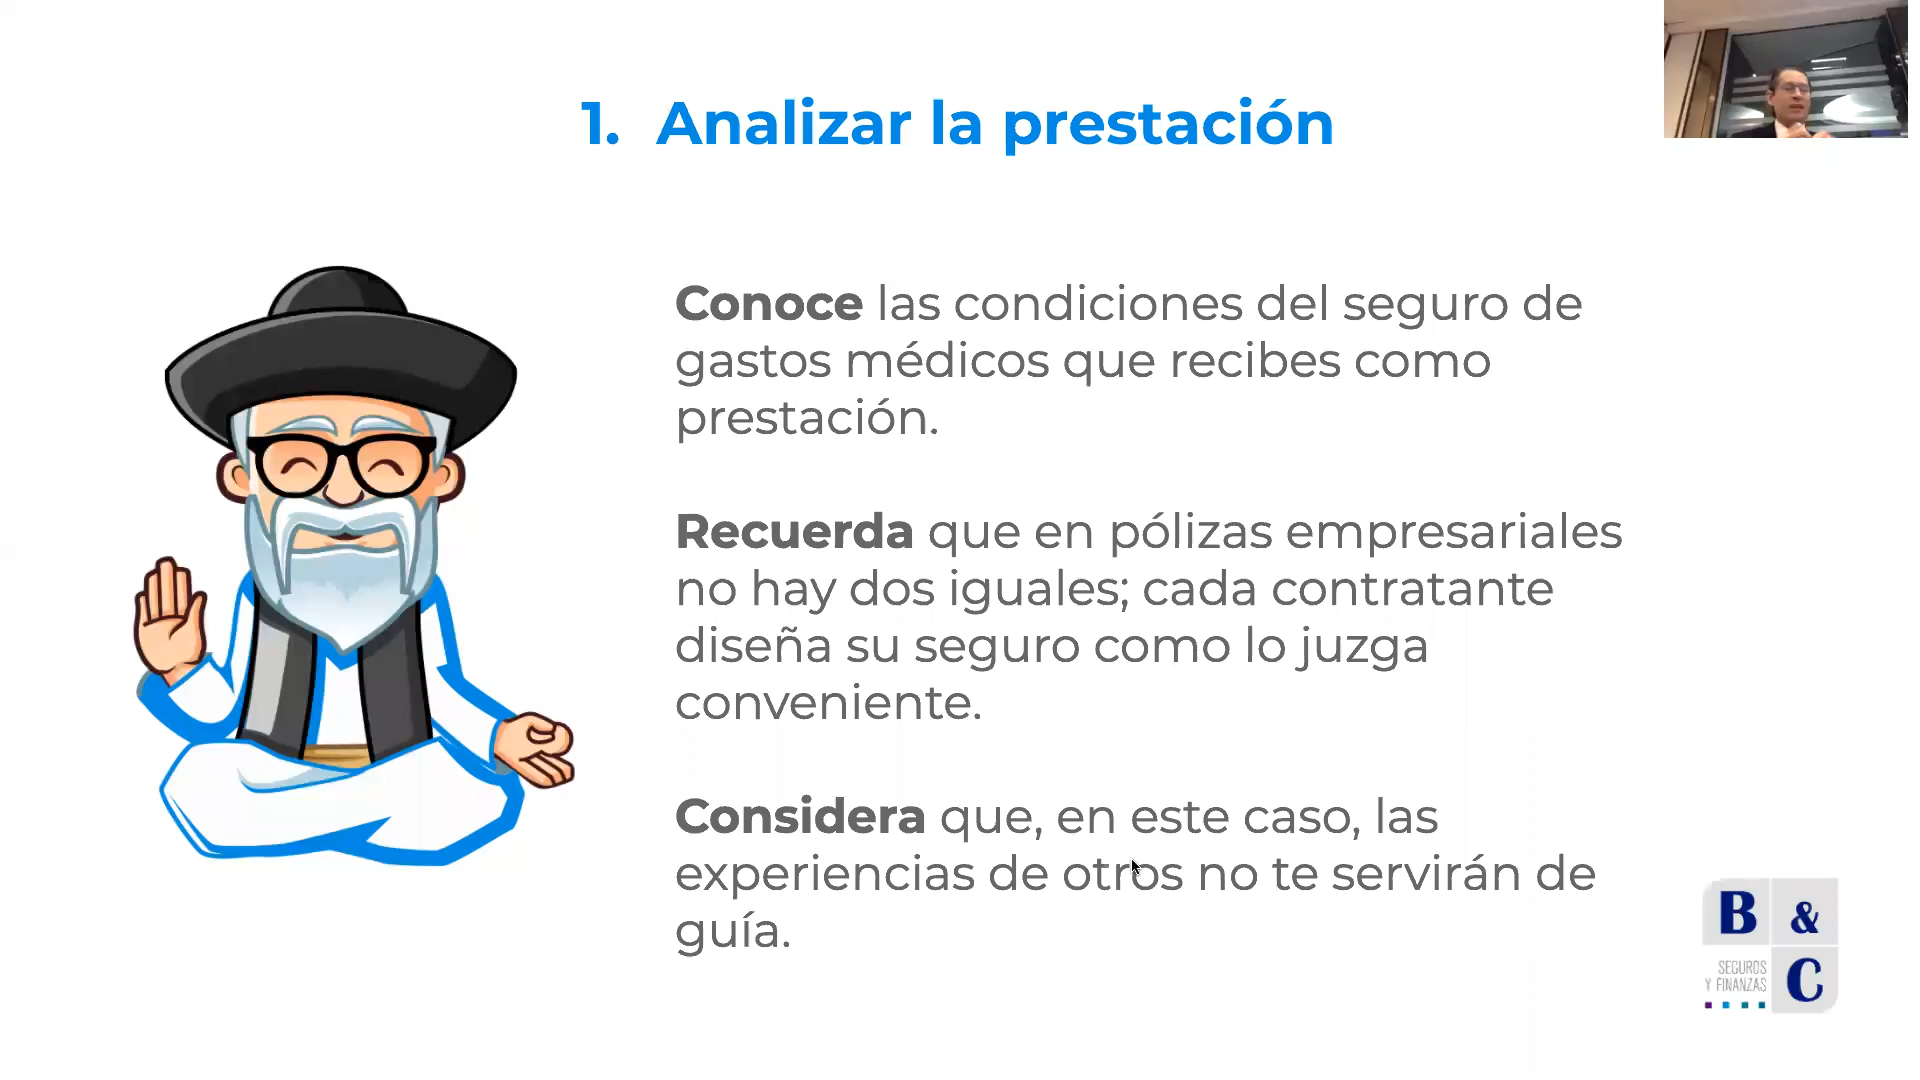 1. Analizar la prestación
Conoce las condiciones del seguro de
gastos médicos que recibes como
prestación.
Recuerda que en pólizas empresariales
no hay dos iguales; cada contratante
diseña su seguro como lo juzga
conveniente.
Considera que, en este caso, las
experiencias de otros no te servirán de
guía.
B &
SEGUROS
Y FINANZAS
C